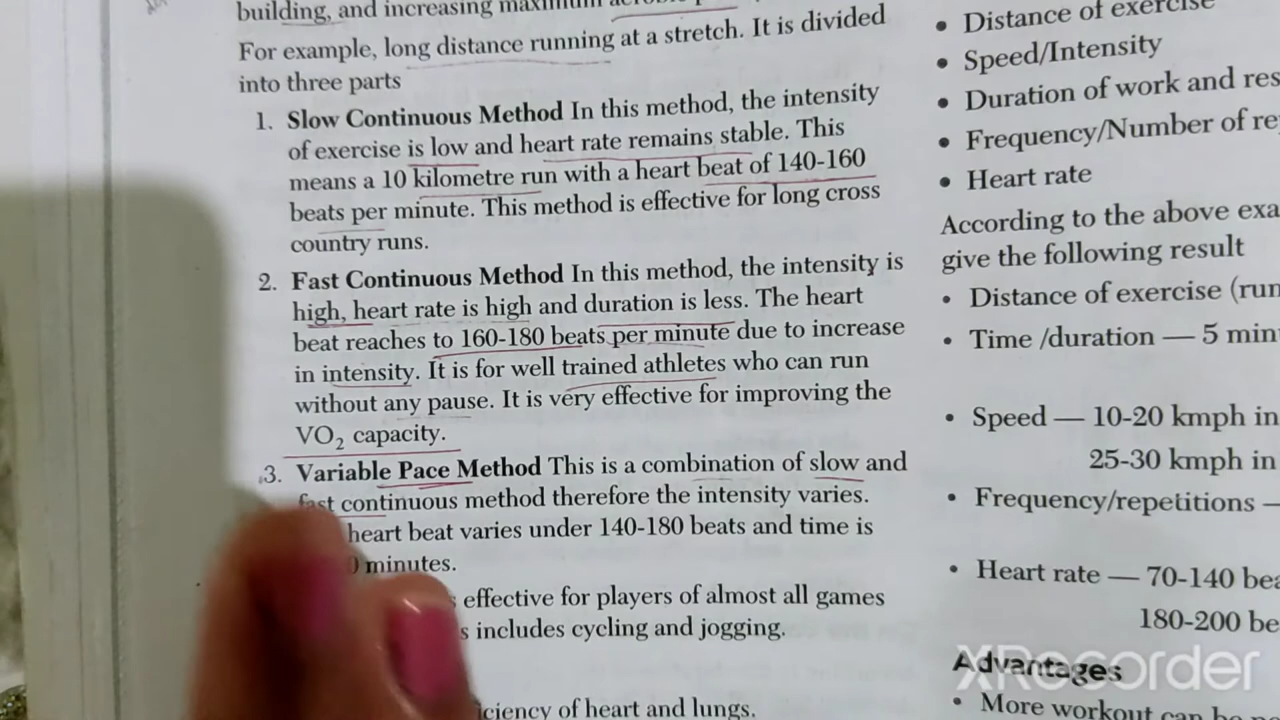 building, and increasing maximum
For example, long distance running at a stretch. It is divided
into three parts
1. Slow Continuous Method In this method, the intensity
of exercise is low and heart rate remains stable. This
means a 10 kilometre run with a heart beat of 140-160
beats per minute. This method is effective for long cross
country runs.
2. Fast Continuous Method In this method, the intensity is
high, heart rate is high and duration is less. The heart
beat reaches to 160-180 beats per minute due to increase
in intensity. It is for well trained athletes who can run
without any pause. It is very effective for improving the
VO₂ capacity.
3. Variable Pace Method This is a combination of slow and
fast continuous method therefore the intensity varies.
heart beat varies under 140-180 beats and time is
minutes.
effective for players of almost all games
includes cycling and jogging.
of heart and lungs.
• Distance of exercise
• Speed/Intensity
• Duration of work and
• Frequency/Number of
• Heart rate
According to the above
give the following result
• Distance of exercise
• Time /duration — 5
• Speed — 10-20 kmph in
25-30 kmph in
• Frequency/repetitions —
• Heart rate — 70-140
180-200
Advantages
• More workout can be
XRecorder